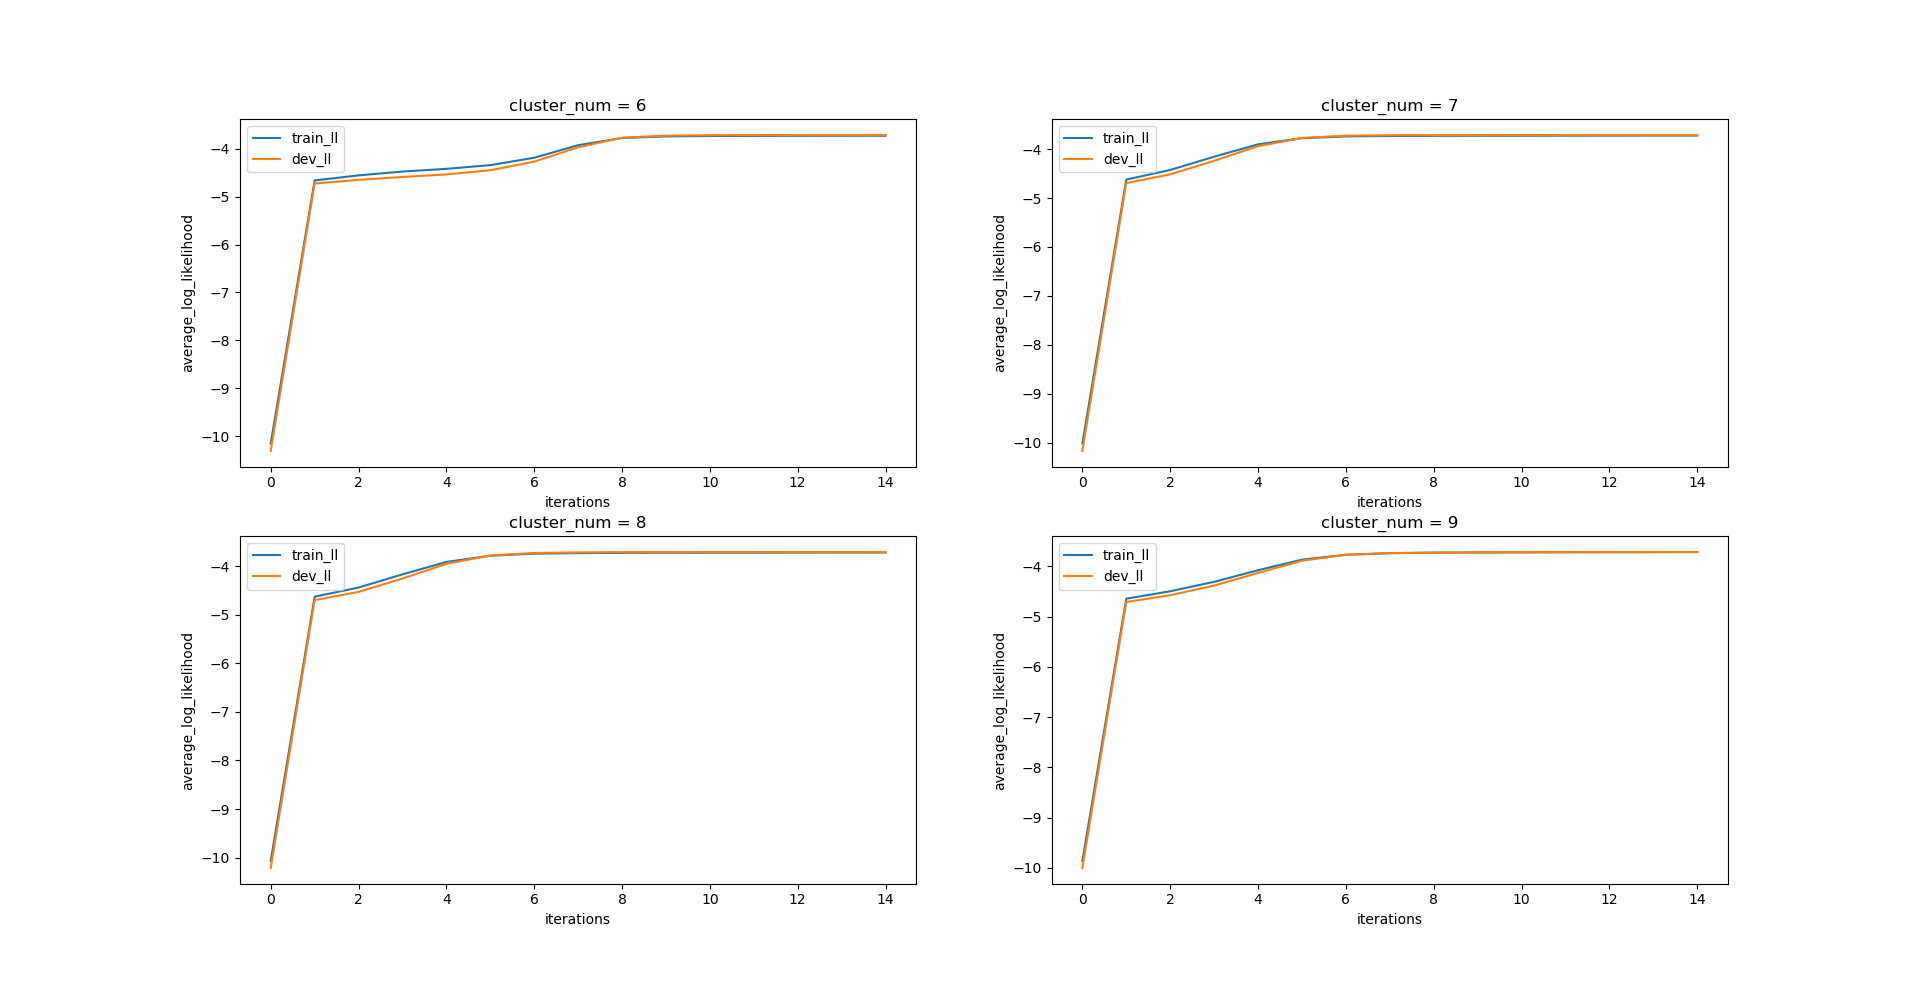 cluster_num = 6
train_ll
dev_ll
−4
−5
−6
−7
−8
−9
−10
average_log_likelihood
0 2 4 6 8 10 12 14
iterations
cluster_num = 7
train_ll
dev_ll
−4
−5
−6
−7
−8
−9
−10
average_log_likelihood
0 2 4 6 8 10 12 14
iterations
cluster_num = 8
train_ll
dev_ll
−4
−5
−6
−7
−8
−9
−10
average_log_likelihood
0 2 4 6 8 10 12 14
iterations
cluster_num = 9
train_ll
dev_ll
−4
−5
−6
−7
−8
−9
−10
average_log_likelihood
0 2 4 6 8 10 12 14
iterations